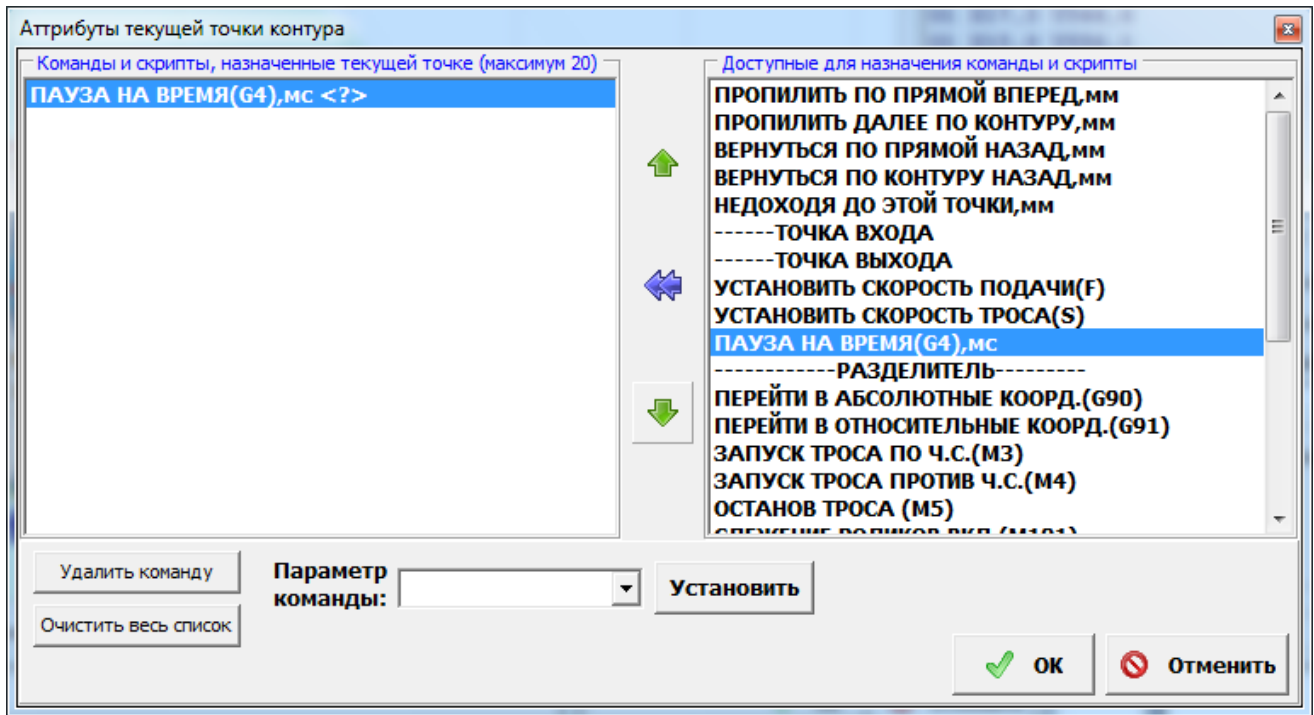 Аттрибуты текущей точки контура
Команды и скрипты, назначенные текущей точке (максимум 20)
ПАУЗА НА ВРЕМЯ(G4),мс <?>
Доступные для назначения команды и скрипты
ПРОПИЛИТЬ ПО ПРЯМОЙ ВПЕРЕД,мм
ПРОПИЛИТЬ ДАЛЕЕ ПО КОНТУРУ,мм
ВЕРНУТЬСЯ ПО ПРЯМОЙ НАЗАД,мм
ВЕРНУТЬСЯ ПО КОНТУРУ НАЗАД,мм
НЕДОХОДЯ ДО ЭТОЙ ТОЧКИ,мм
------ТОЧКА ВХОДА
------ТОЧКА ВЫХОДА
УСТАНОВИТЬ СКОРОСТЬ ПОДАЧИ(F)
УСТАНОВИТЬ СКОРОСТЬ ТРОСА(S)
ПАУЗА НА ВРЕМЯ(G4),мс
------------РАЗДЕЛИТЕЛЬ---------
ПЕРЕЙТИ В АБСОЛЮТНЫЕ КООРД.(G90)
ПЕРЕЙТИ В ОТНОСИТЕЛЬНЫЕ КООРД.(G91)
ЗАПУСК ТРОСА ПО Ч.С.(M3)
ЗАПУСК ТРОСА ПРОТИВ Ч.С.(M4)
ОСТАНОВ ТРОСА (M5)
СЛЕЖЕНИЕ РОЛИКОВ ВКЛ.(M101)
Удалить команду
Очистить весь список
Параметр
команды:
Установить
ОК
Отменить